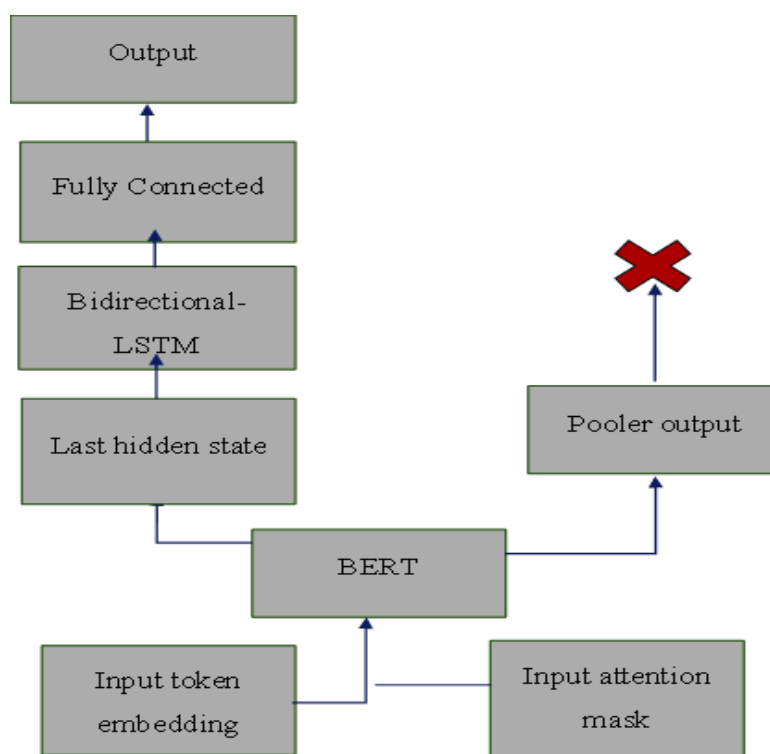 Output
Fully Connected
Bidirectional-
LSTM
Last hidden state
Pooler output
BERT
Input token
embedding
Input attention
mask